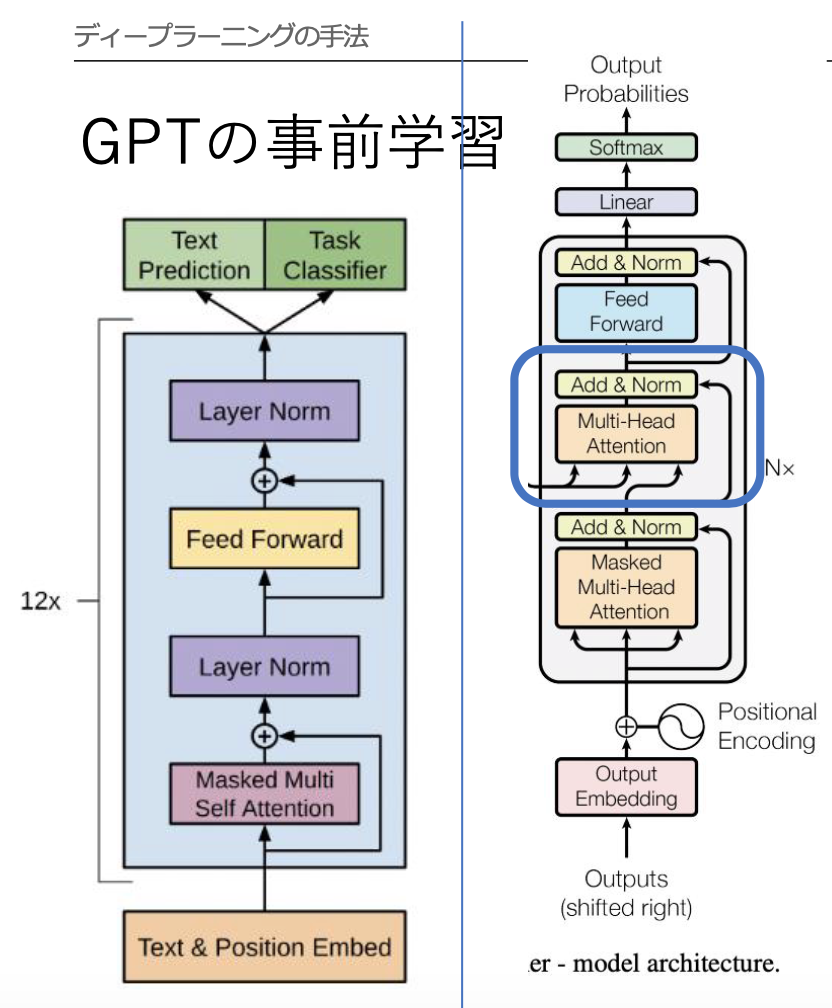 ディープラーニングの手法
GPTの事前学習
Text
Prediction
Task
Classifier
Layer Norm
Feed Forward
12x
Layer Norm
Masked Multi
Self Attention
Text & Position Embed
Output
Probabilities
Softmax
Linear
Add & Norm
Feed
Forward
Add & Norm
Multi-Head
Attention
N×
Add & Norm
Masked
Multi-Head
Attention
Positional
Encoding
Output
Embedding
Outputs
(shifted right)
er - model architecture.